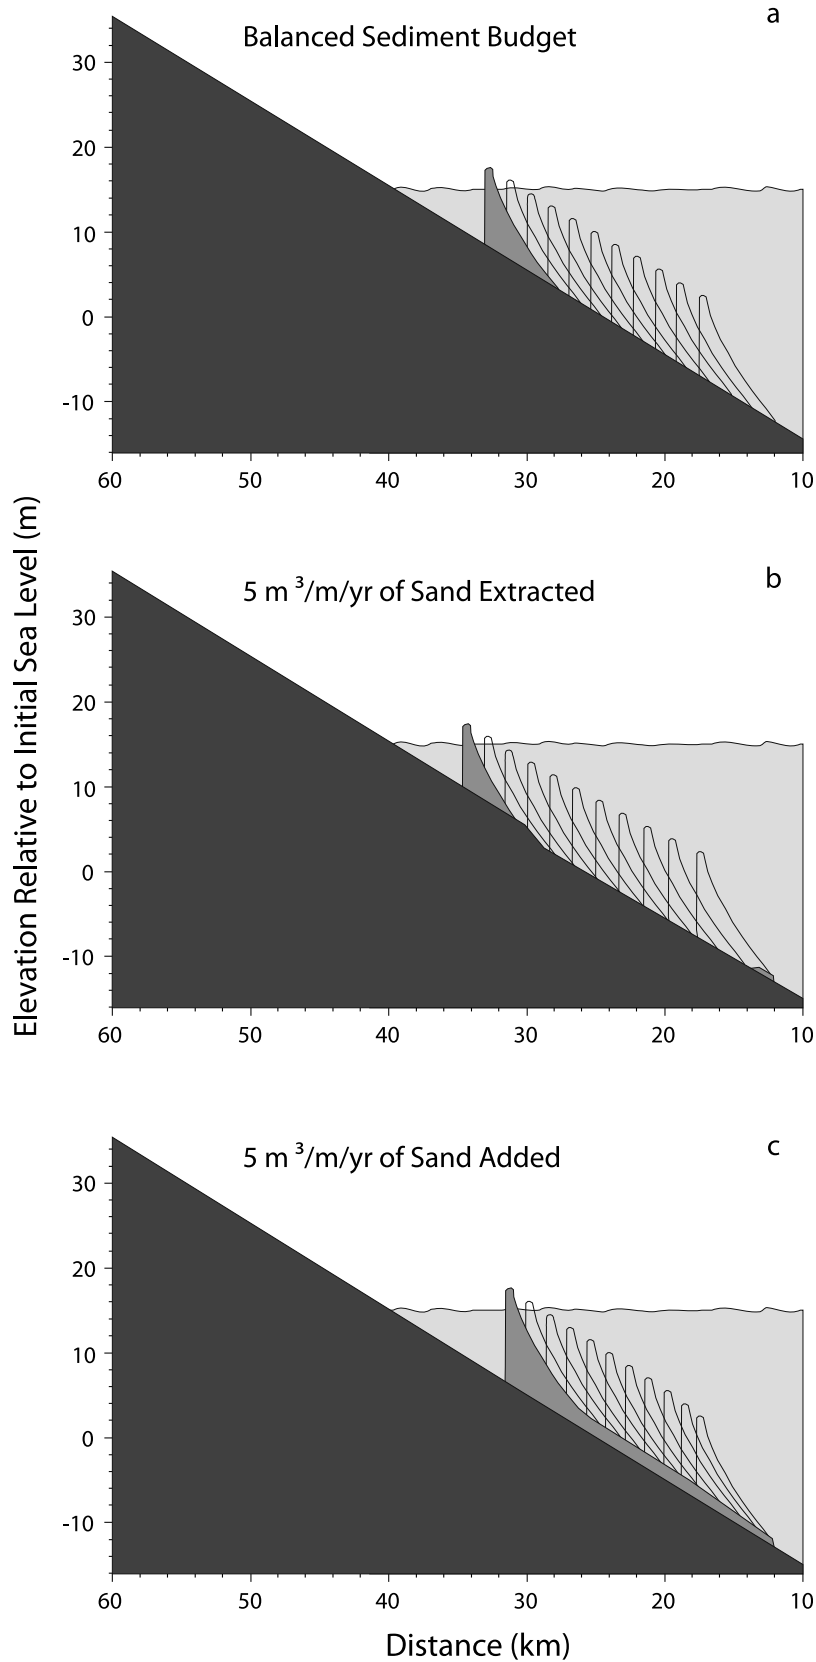 a
Balanced Sediment Budget
30
20
10
0
-10
60 50 40 30 20 10
b
5 m ³/m/yr of Sand Extracted
30
20
10
0
-10
60 50 40 30 20 10
c
5 m ³/m/yr of Sand Added
30
20
10
0
-10
60 50 40 30 20 10
Elevation Relative to Initial Sea Level (m)
Distance (km)